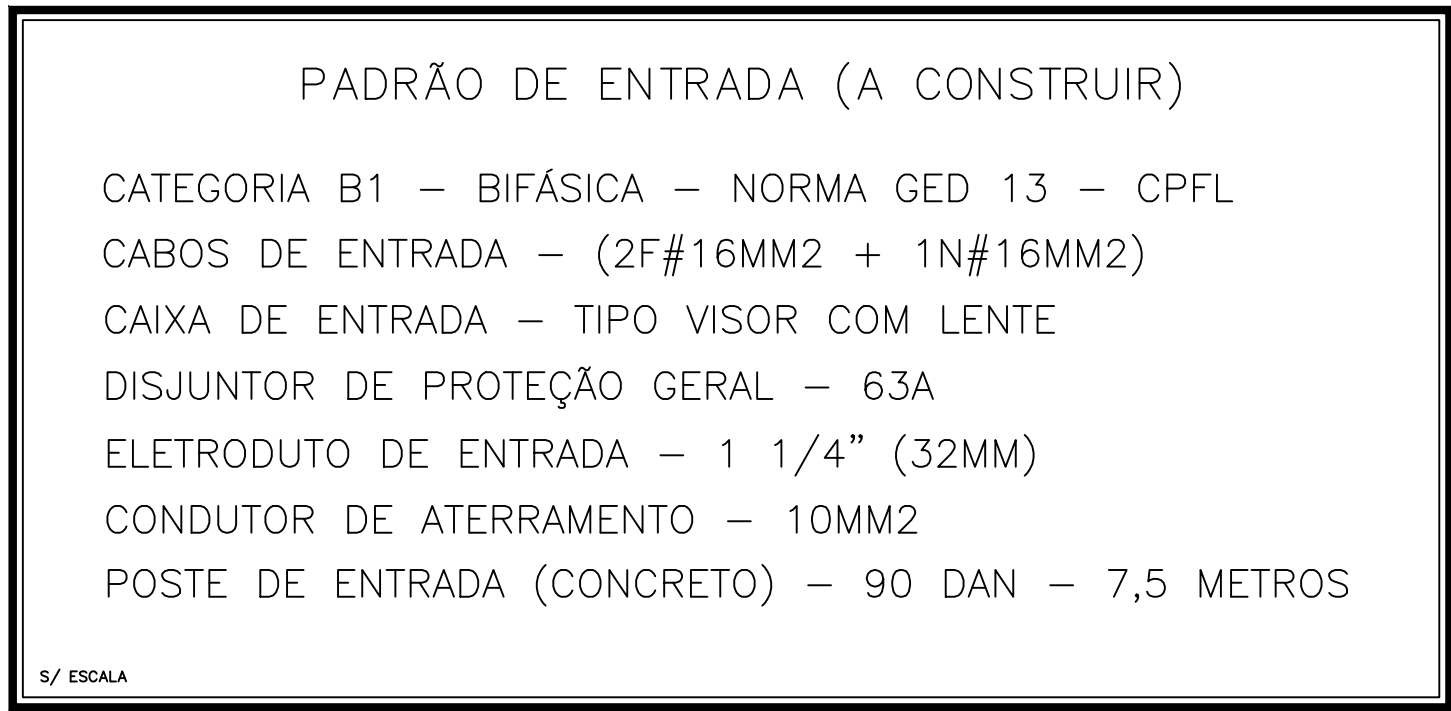 PADRÃO DE ENTRADA (A CONSTRUIR)
CATEGORIA B1 – BIFÁSICA – NORMA GED 13 – CPFL
CABOS DE ENTRADA – (2F#16MM2 + 1N#16MM2)
CAIXA DE ENTRADA – TIPO VISOR COM LENTE
DISJUNTOR DE PROTEÇÃO GERAL – 63A
ELETRODUTO DE ENTRADA – 1 1/4” (32MM)
CONDUTOR DE ATERRAMENTO – 10MM2
POSTE DE ENTRADA (CONCRETO) – 90 DAN – 7,5 METROS
S/ ESCALA